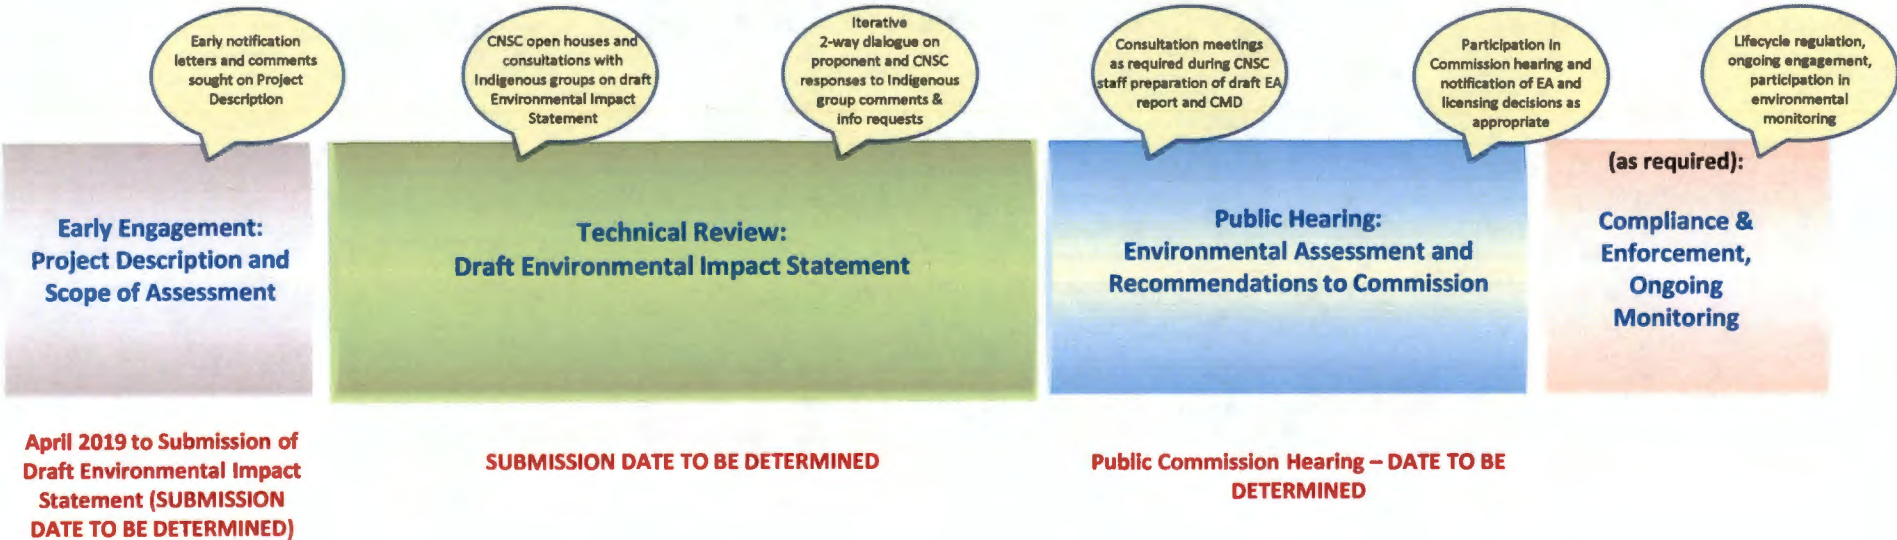 Early notification
letters and comments
sought on Project
Description
CNSC open houses and
consultations with
Indigenous groups on draft
Environmental Impact
Statement
Iterative
2-way dialogue on
proponent and CNSC
responses to Indigenous
group comments &
info requests
Consultation meetings
as required during CNSC
staff preparation of draft EA
report and CMD
Participation in
Commission hearing and
notification of EA and
licensing decisions as
appropriate
Lifecycle regulation,
ongoing engagement,
participation in
environmental
monitoring
Early Engagement:
Project Description and
Scope of Assessment
Technical Review:
Draft Environmental Impact Statement
Public Hearing:
Environmental Assessment and
Recommendations to Commission
(as required):
Compliance &
Enforcement,
Ongoing
Monitoring
April 2019 to Submission of
Draft Environmental Impact
Statement (SUBMISSION
DATE TO BE DETERMINED)
SUBMISSION DATE TO BE DETERMINED
Public Commission Hearing – DATE TO BE
DETERMINED